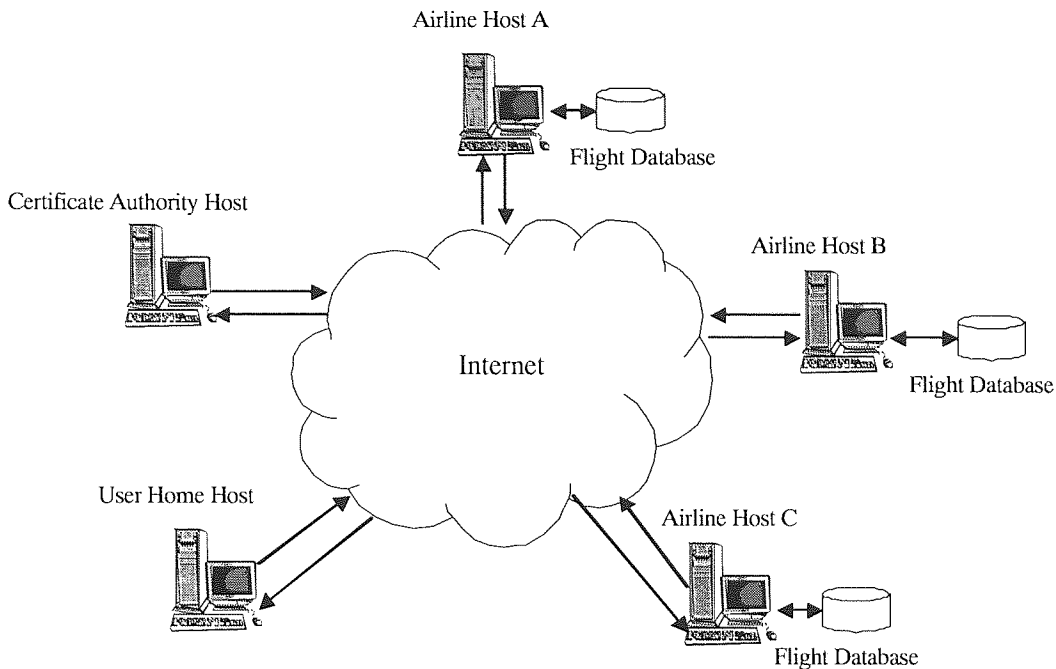 Airline Host A
Flight Database
Certificate Authority Host
Airline Host B
Internet
Flight Database
User Home Host
Airline Host C
Flight Database